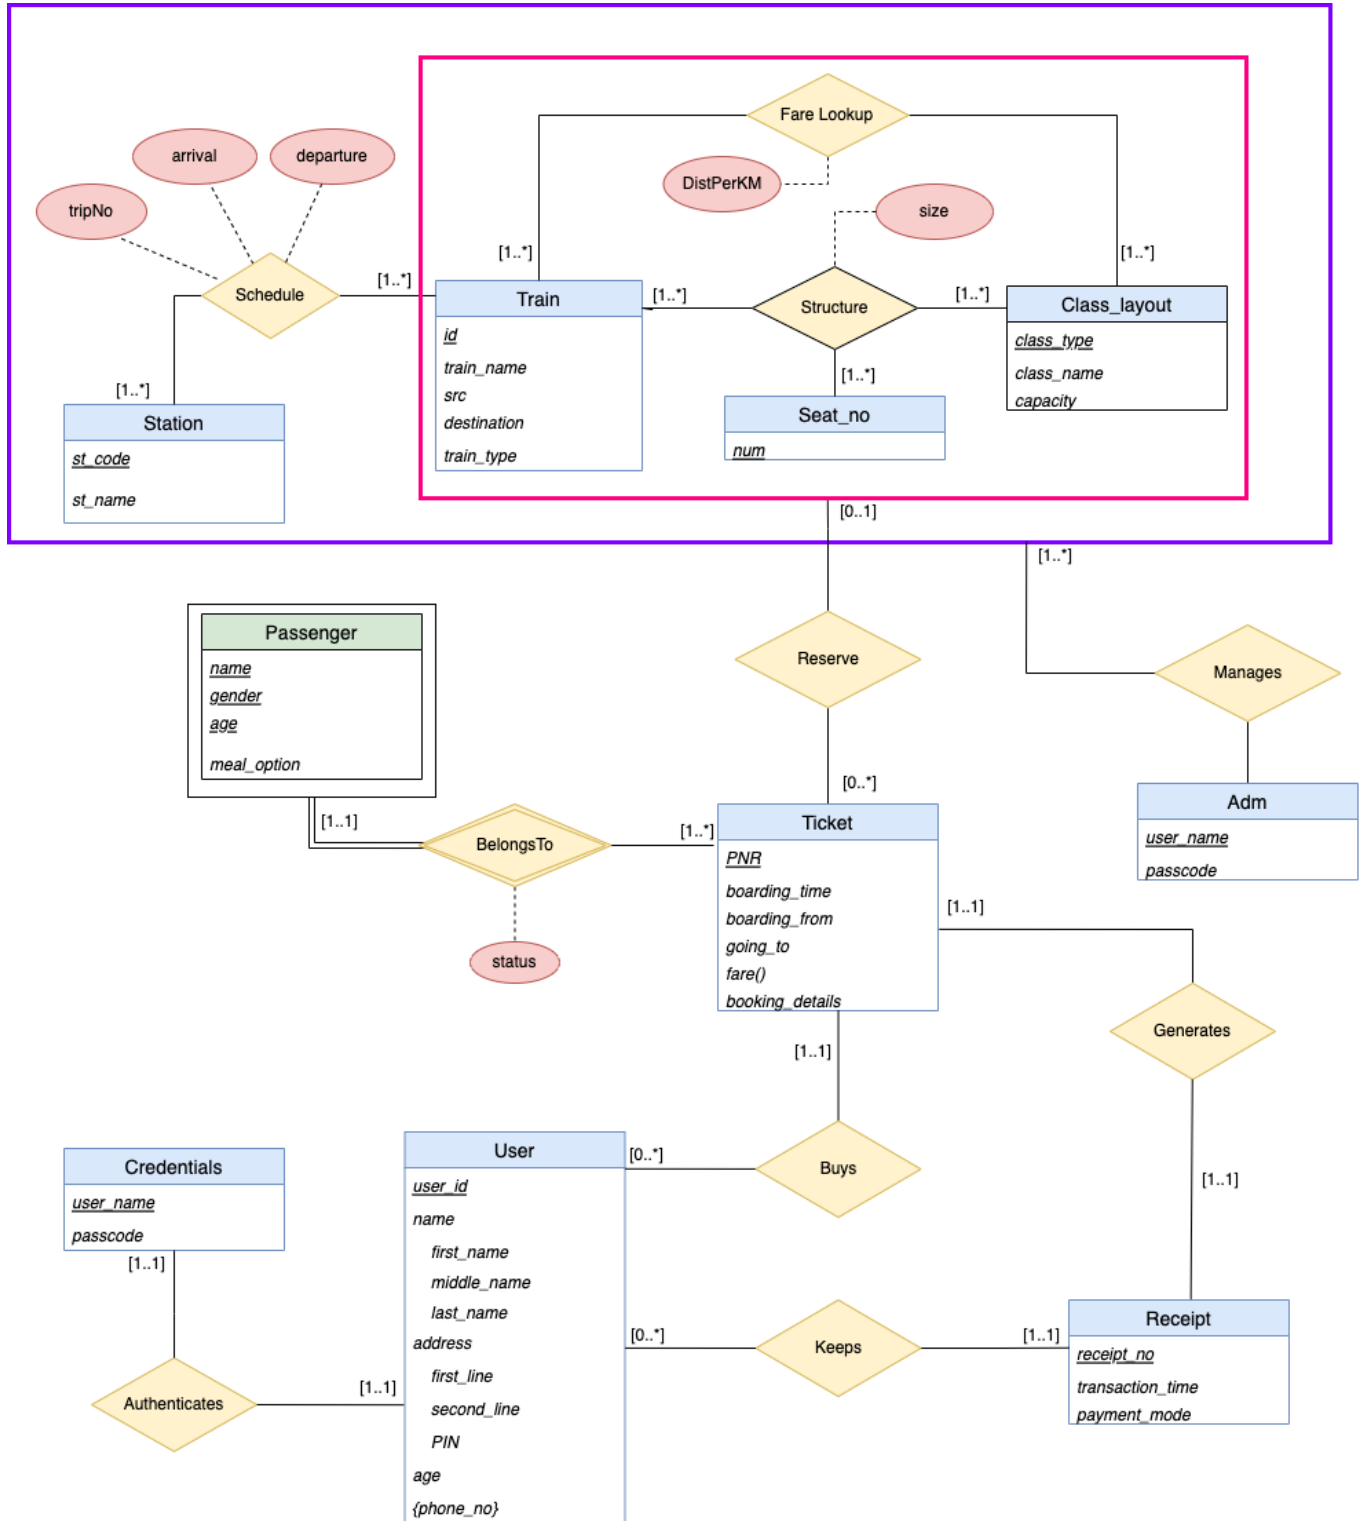 Fare Lookup
arrival
departure
DistPerKM
tripNo
size
[1..*]
[1..*]
[1..*]
Schedule
Train
[1..*]
Structure
[1..*]
Class_layout
id
train_name
src
destination
train_type
class_type
class_name
capacity
[1..*]
[1..*]
Station
st_code
st_name
Seat_no
num
[0..1]
[1..*]
Passenger
name
gender
age
meal_option
Reserve
Manages
[0..*]
[1..1]
BelongsTo
[1..*]
Ticket
PNR
boarding_time
boarding_from
going_to
fare()
booking_details
Adm
user_name
passcode
[1..1]
status
Generates
[1..1]
Credentials
user_name
passcode
[1..1]
User
user_id
name
first_name
middle_name
last_name
address
first_line
second_line
PIN
age
{phone_no}
[0..*]
Buys
[1..1]
[0..*]
Keeps
[1..1]
Receipt
receipt_no
transaction_time
payment_mode
Authenticates
[1..1]